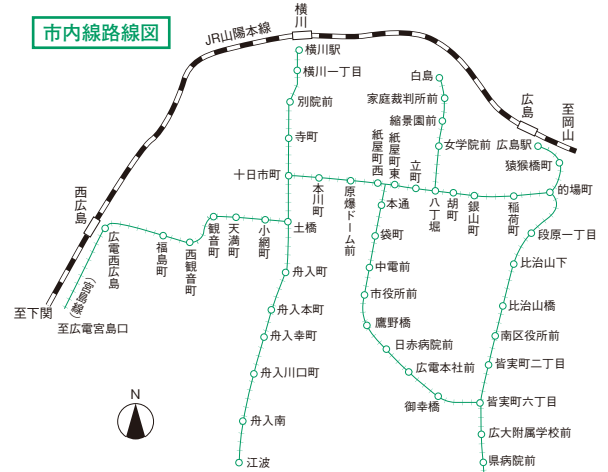 市内線路線図
JR山陽本線
横川
横川駅
横川一丁目
別院前
寺町
十日市町
土橋
舟入町
舟入本町
舟入幸町
舟入川口町
舟入南
江波
白島
家庭裁判所前
縮景園前
女学院前
広島
至岡山
広島駅
猿猴橋町
的場町
本川町
原爆ドーム前
紙屋町西
紙屋町東
立町
八丁堀
胡町
銀山町
稲荷町
西広島
広電西広島
福島町
西観音町
観音町
天満町
小網町
(宮島線)
至下関
至広電宮島口
本通
袋町
中電前
市役所前
鷹野橋
日赤病院前
広電本社前
御幸橋
段原一丁目
比治山下
比治山橋
南区役所前
皆実町二丁目
皆実町六丁目
広大附属学校前
県病院前
N